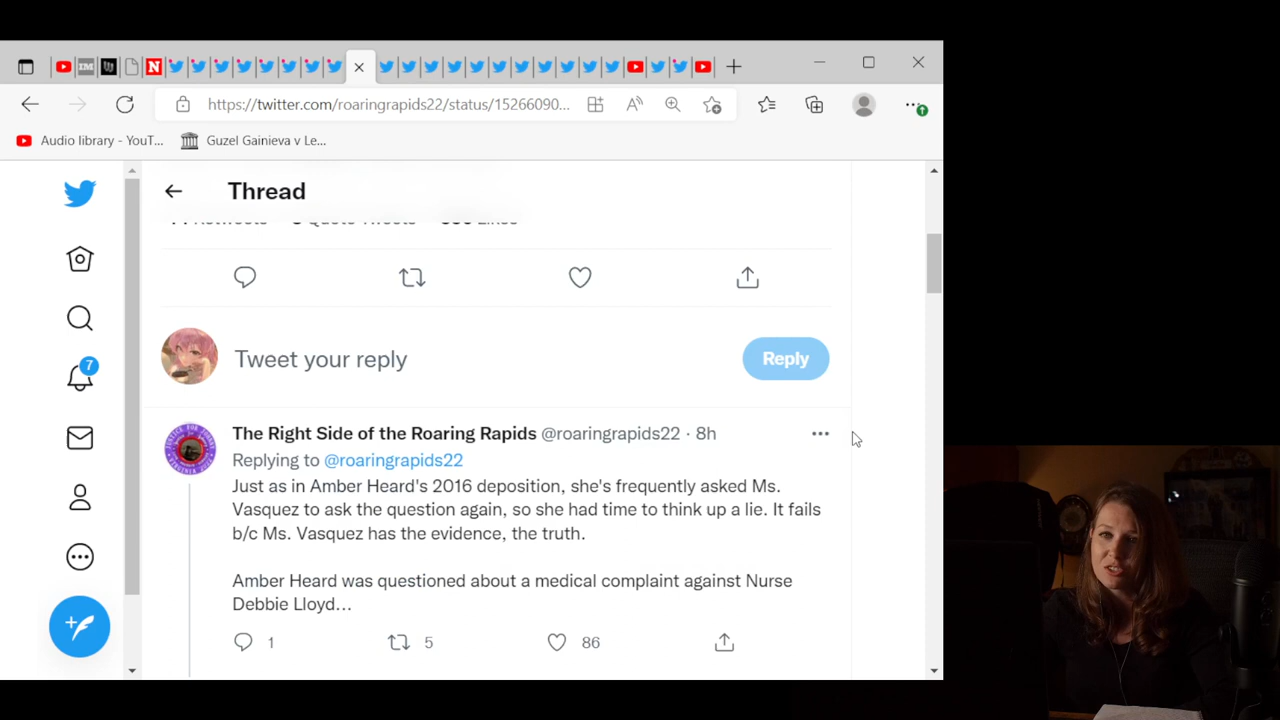 https://twitter.com/roaringrapids22/status/15266090...
Audio library - YouT...
Guzel Gainieva v Le...
Thread
Retweets Quote Tweets Likes
Tweet your reply
Reply
7
The Right Side of the Roaring Rapids @roaringrapids22 · 8h
Replying to @roaringrapids22
Just as in Amber Heard's 2016 deposition, she's frequently asked Ms.
Vasquez to ask the question again, so she had time to think up a lie. It fails
b/c Ms. Vasquez has the evidence, the truth.
Amber Heard was questioned about a medical complaint against Nurse
Debbie Lloyd...
1 5 86